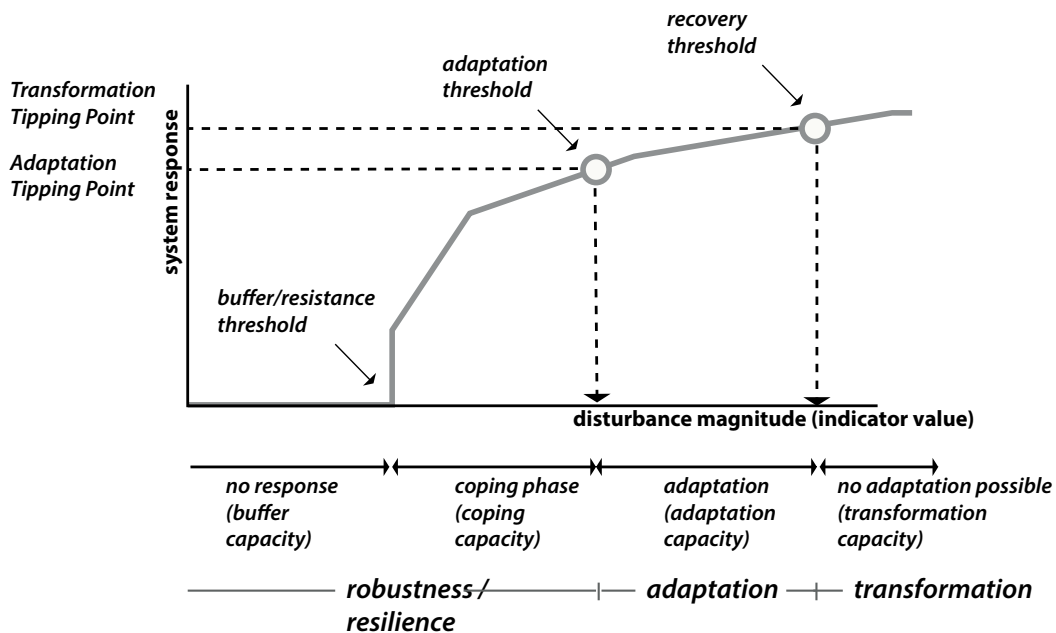 recovery
threshold
adaptation
threshold
Transformation
Tipping Point
Adaptation
Tipping Point
system response
buffer/resistance
threshold
disturbance magnitude (indicator value)
no response
(buffer
capacity)
coping phase
(coping
capacity)
adaptation
(adaptation
capacity)
no adaptation possible
(transformation
capacity)
robustness /
resilience
adaptation
transformation